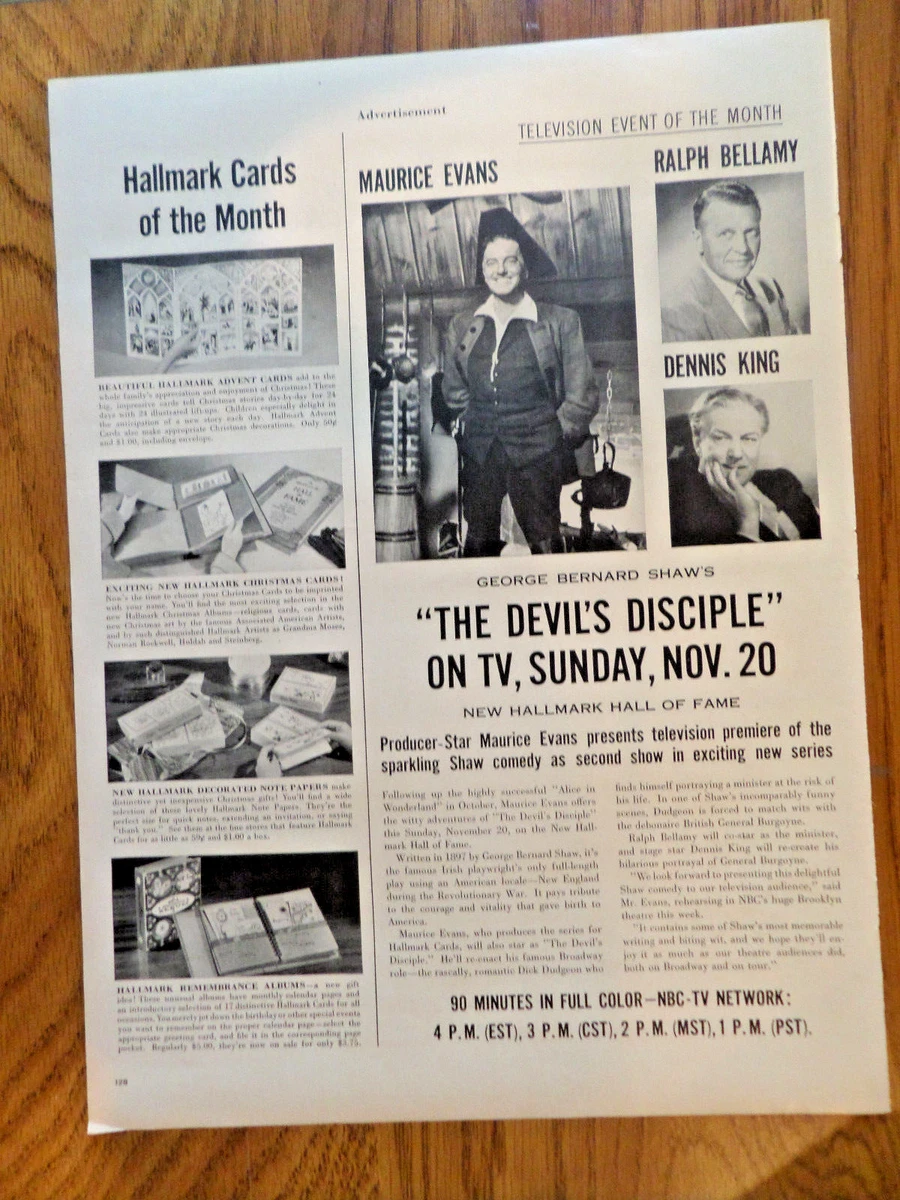 Advertisement
TELEVISION EVENT OF THE MONTH
Hallmark Cards
of the Month
BEAUTIFUL HALLMARK ADVENT CARDS add to the
whole family's appreciation and enjoyment of Christmas! These
big, impressive cards tell Christmas stories day-by-day for 24
days with 24 illustrated lift-ups. Children especially delight in
the anticipation of a new story each day. Hallmark Advent
Cards also make appropriate Christmas decorations. Only 50¢
and $1.00, including envelope.
HALL
OF
FAME
EXCITING NEW HALLMARK CHRISTMAS CARDS!
Now's the time to choose your Christmas Cards to be imprinted
with your name. You'll find the most exciting selection in the
new Hallmark Christmas Albums—religious cards, cards with
new Christmas art by the famous Associated American Artists,
and by such distinguished Hallmark Artists as Grandma Moses,
Norman Rockwell, Huldah and Steinberg.
NEW HALLMARK DECORATED NOTE PAPERS make
distinctive yet inexpensive Christmas gifts! You'll find a wide
selection of these lovely Hallmark Note Papers. They're the
perfect size for quick notes, extending an invitation, or saying
"thank you." See them at the fine stores that feature Hallmark
Cards for as little as 59¢ and $1.00 a box.
HALLMARK REMEMBRANCE ALBUMS—a new gift
idea! These unusual albums have monthly calendar pages and
an introductory selection of 17 distinctive Hallmark Cards for all
occasions. You merely jot down the birthday or other special events
you want to remember on the proper calendar page—select the
appropriate greeting card, and file it in the corresponding page
pocket. Regularly $5.00, they're now on sale for only $3.75.
128
MAURICE EVANS
RALPH BELLAMY
DENNIS KING
GEORGE BERNARD SHAW'S
"THE DEVIL'S DISCIPLE"
ON TV, SUNDAY, NOV. 20
NEW HALLMARK HALL OF FAME
Producer-Star Maurice Evans presents television premiere of the
sparkling Shaw comedy as second show in exciting new series
Following up the highly successful "Alice in
Wonderland" in October, Maurice Evans offers
the witty adventures of "The Devil's Disciple"
this Sunday, November 20, on the New Hall-
mark Hall of Fame.
Written in 1897 by George Bernard Shaw, it's
the famous Irish playwright's only full-length
play using an American locale—New England
during the Revolutionary War. It pays tribute
to the courage and vitality that gave birth to
America.
Maurice Evans, who produces the series for
Hallmark Cards, will also star as "The Devil's
Disciple." He'll re-enact his famous Broadway
role—the rascally, romantic Dick Dudgeon who
finds himself portraying a minister at the risk of
his life. In one of Shaw's incomparably funny
scenes, Dudgeon is forced to match wits with
the debonaire British General Burgoyne.
Ralph Bellamy will co-star as the minister,
and stage star Dennis King will re-create his
hilarious portrayal of General Burgoyne.
"We look forward to presenting this delightful
Shaw comedy to our television audience," said
Mr. Evans, rehearsing in NBC's huge Brooklyn
theatre this week.
"It contains some of Shaw's most memorable
writing and biting wit, and we hope they'll en-
joy it as much as our theatre audiences did,
both on Broadway and on tour."
90 MINUTES IN FULL COLOR—NBC-TV NETWORK:
4 P.M. (EST), 3 P.M. (CST), 2 P.M. (MST), 1 P.M. (PST).